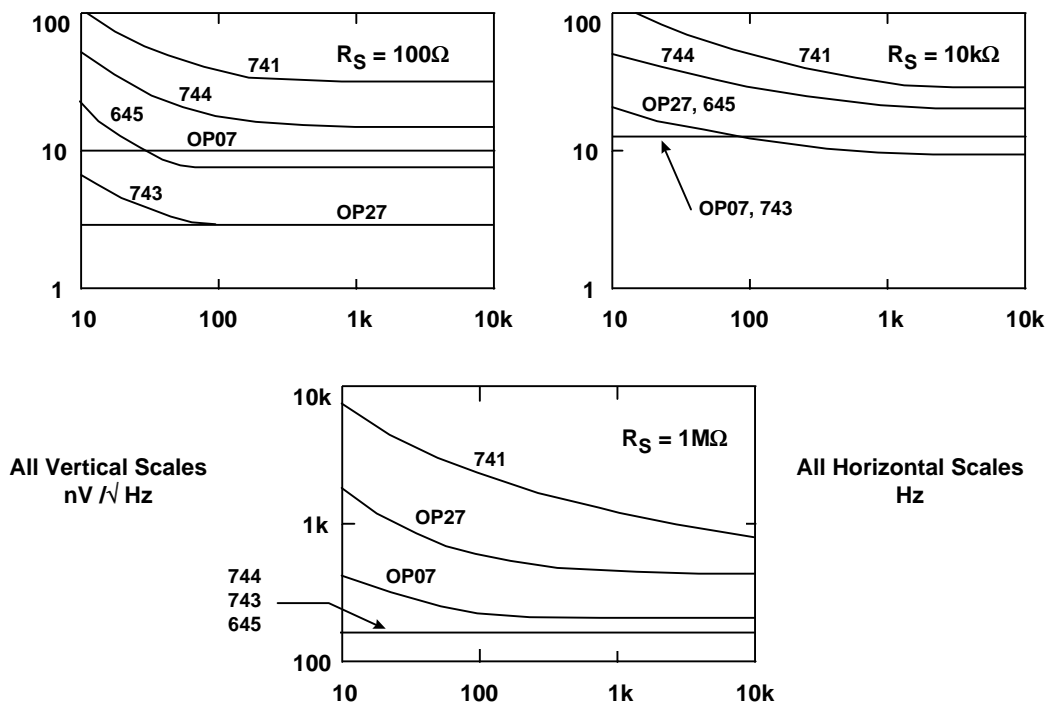 100
10
1
10
100
1k
10k
R_S = 100Ω
741
744
645
OP07
743
OP27
100
10
1
10
100
1k
10k
R_S = 10kΩ
741
744
OP27, 645
OP07, 743
All Vertical Scales
nV /√ Hz
10k
1k
100
10
100
1k
10k
R_S = 1MΩ
741
OP27
OP07
744
743
645
All Horizontal Scales
Hz